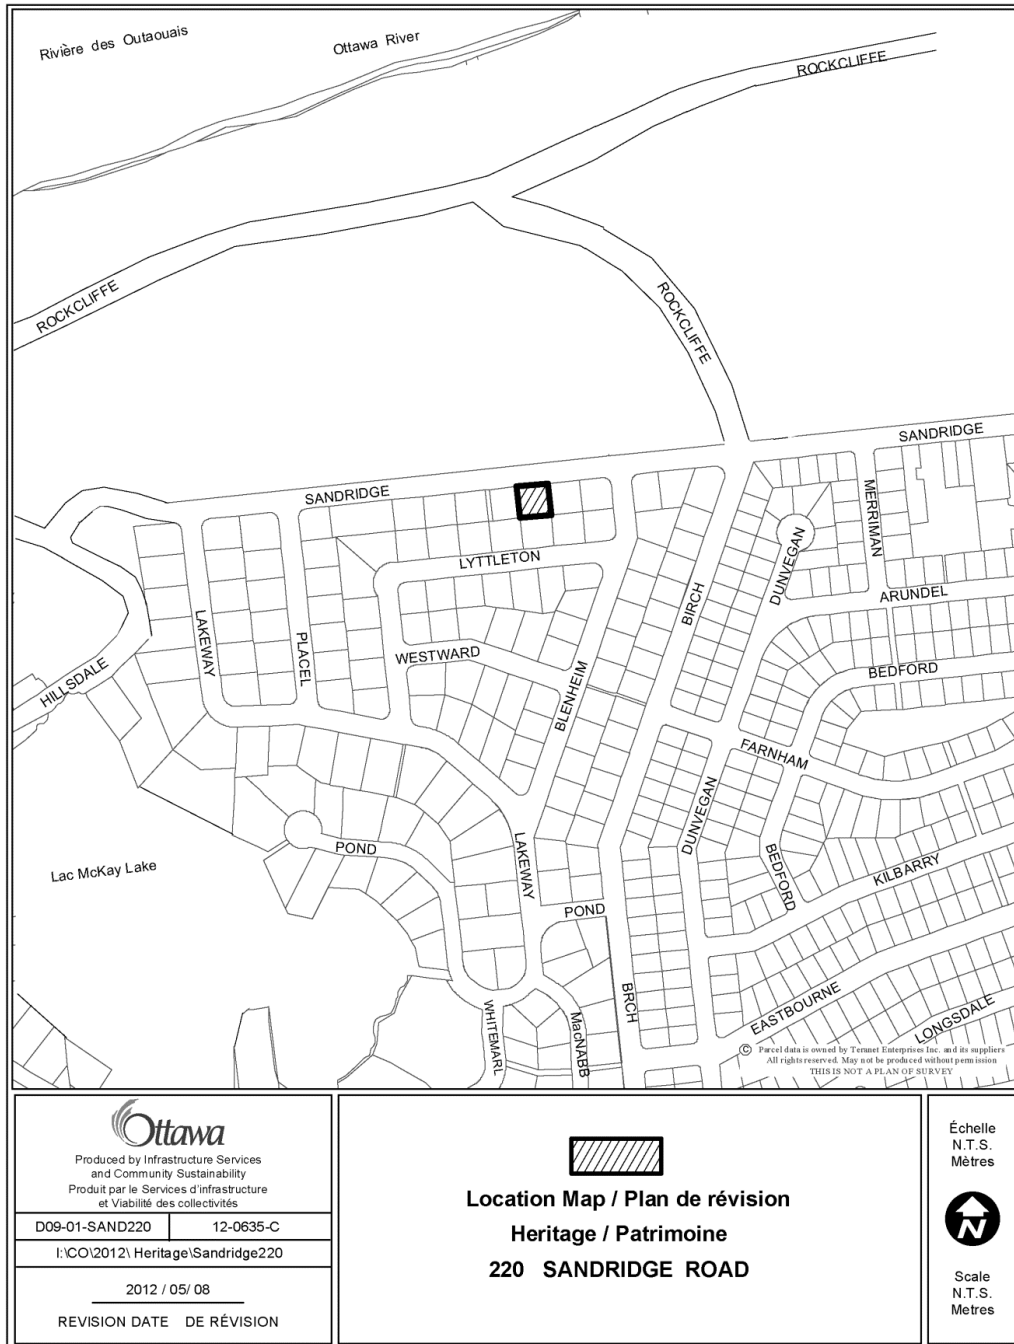 Rivière des Outaouais
Ottawa River
ROCKCLIFFE
ROCKCLIFFE
ROCKCLIFFE
SANDRIDGE
SANDRIDGE
MERRIMAN
DUNVEGAN
LYTTLETON
ARUNDEL
BIRCH
LAKEWAY
PLACEL
WESTWARD
BEDFORD
HILLSDALE
BLENHEIM
FARNHAM
DUNVEGAN
POND
LAKEWAY
BEDFORD
KILBARRY
Lac McKay Lake
POND
EASTBOURNE
WHITEMARL
MacNABB
BRCH
LONGSDALE
© Parcel data is owned by Teranet Enterprises Inc. and its suppliers
All rights reserved. May not be produced without permission
THIS IS NOT A PLAN OF SURVEY
Ottawa
Produced by Infrastructure Services
and Community Sustainability
Produit par le Services d'infrastructure
et Viabilité des collectivités
D09-01-SAND220 12-0635-C
I:\CO\2012\ Heritage\Sandridge220
2012 / 05/ 08
REVISION DATE DE RÉVISION
Location Map / Plan de révision
Heritage / Patrimoine
220 SANDRIDGE ROAD
Échelle
N.T.S.
Mètres
N
Scale
N.T.S.
Metres